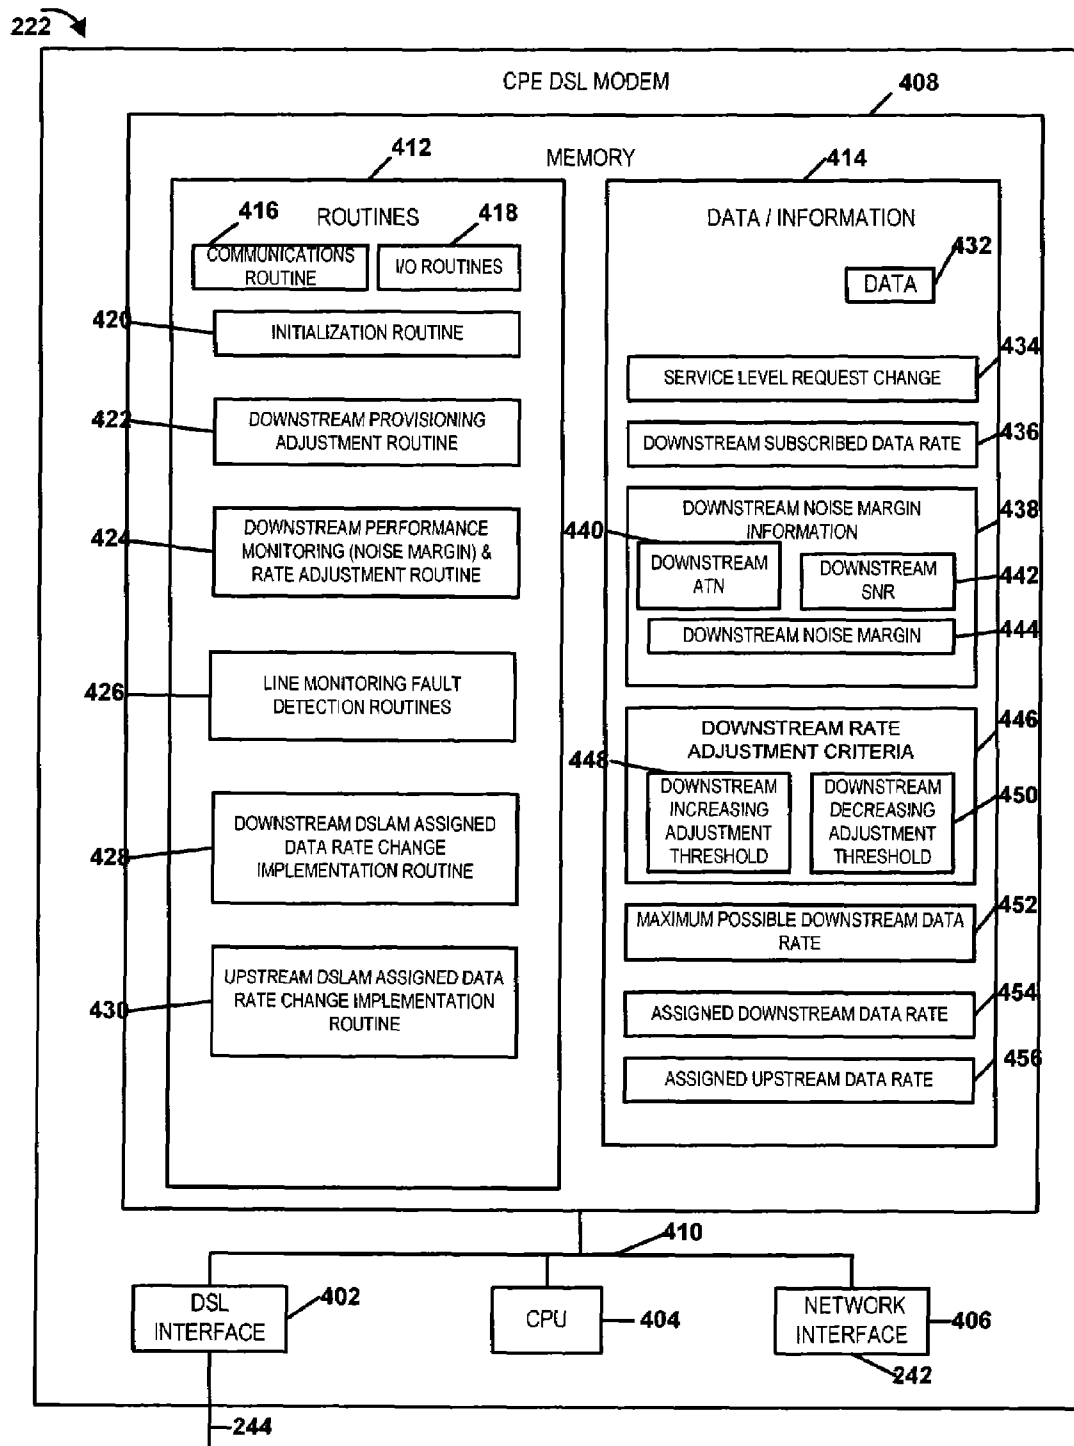 222
CPE DSL MODEM
408
MEMORY
412
ROUTINES
416
418
COMMUNICATIONS
ROUTINE
I/O ROUTINES
420
INITIALIZATION ROUTINE
422
DOWNSTREAM PROVISIONING
ADJUSTMENT ROUTINE
424
DOWNSTREAM PERFORMANCE
MONITORING (NOISE MARGIN) &
RATE ADJUSTMENT ROUTINE
426
LINE MONITORING FAULT
DETECTION ROUTINES
428
DOWNSTREAM DSLAM ASSIGNED
DATA RATE CHANGE
IMPLEMENTATION ROUTINE
430
UPSTREAM DSLAM ASSIGNED DATA
RATE CHANGE IMPLEMENTATION
ROUTINE
414
DATA / INFORMATION
432
DATA
434
SERVICE LEVEL REQUEST CHANGE
DOWNSTREAM SUBSCRIBED DATA RATE
436
DOWNSTREAM NOISE MARGIN
INFORMATION
438
440
DOWNSTREAM
ATN
DOWNSTREAM
SNR
442
DOWNSTREAM NOISE MARGIN
444
DOWNSTREAM RATE
ADJUSTMENT CRITERIA
446
448
DOWNSTREAM
INCREASING
ADJUSTMENT
THRESHOLD
DOWNSTREAM
DECREASING
ADJUSTMENT
THRESHOLD
450
MAXIMUM POSSIBLE DOWNSTREAM DATA
RATE
452
454
ASSIGNED DOWNSTREAM DATA RATE
456
ASSIGNED UPSTREAM DATA RATE
410
DSL
INTERFACE
402
CPU
404
NETWORK
INTERFACE
406
242
244